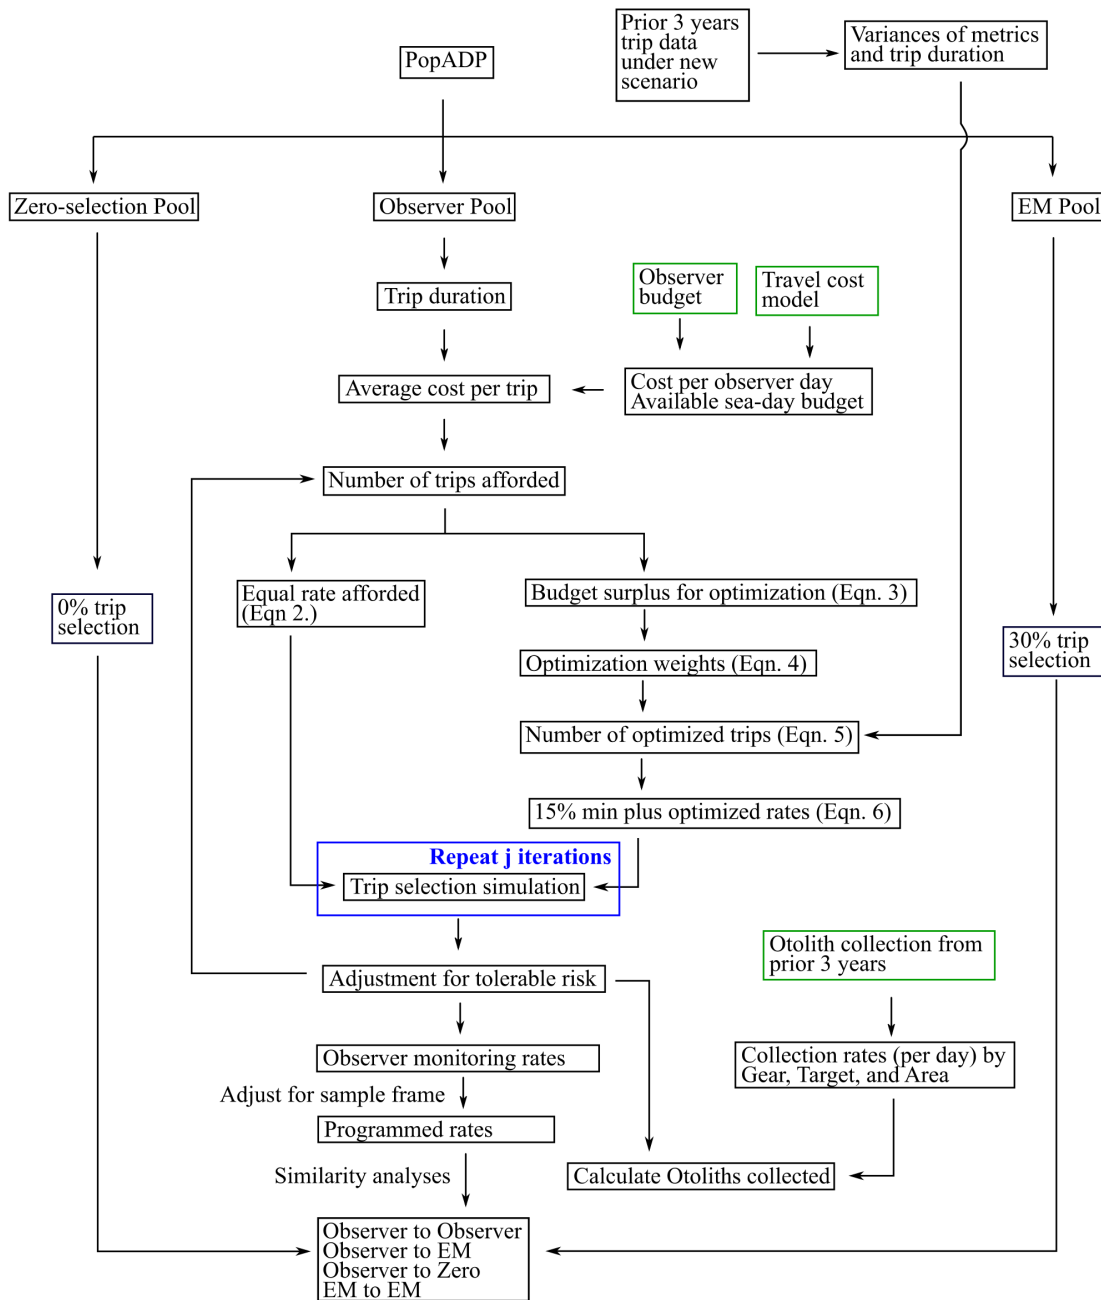 Prior 3 years
trip data
under new
scenario
Variances of metrics
and trip duration
PopADP
Zero-selection Pool
Observer Pool
EM Pool
Trip duration
Observer
budget
Travel cost
model
Average cost per trip
Cost per observer day
Available sea-day budget
Number of trips afforded
Equal rate afforded
(Eqn 2.)
Budget surplus for optimization (Eqn. 3)
0% trip
selection
30% trip
selection
Optimization weights (Eqn. 4)
Number of optimized trips (Eqn. 5)
15% min plus optimized rates (Eqn. 6)
Repeat j iterations
Trip selection simulation
Otolith collection from
prior 3 years
Adjustment for tolerable risk
Observer monitoring rates
Collection rates (per day) by
Gear, Target, and Area
Adjust for sample frame
Programmed rates
Similarity analyses
Calculate Otoliths collected
Observer to Observer
Observer to EM
Observer to Zero
EM to EM